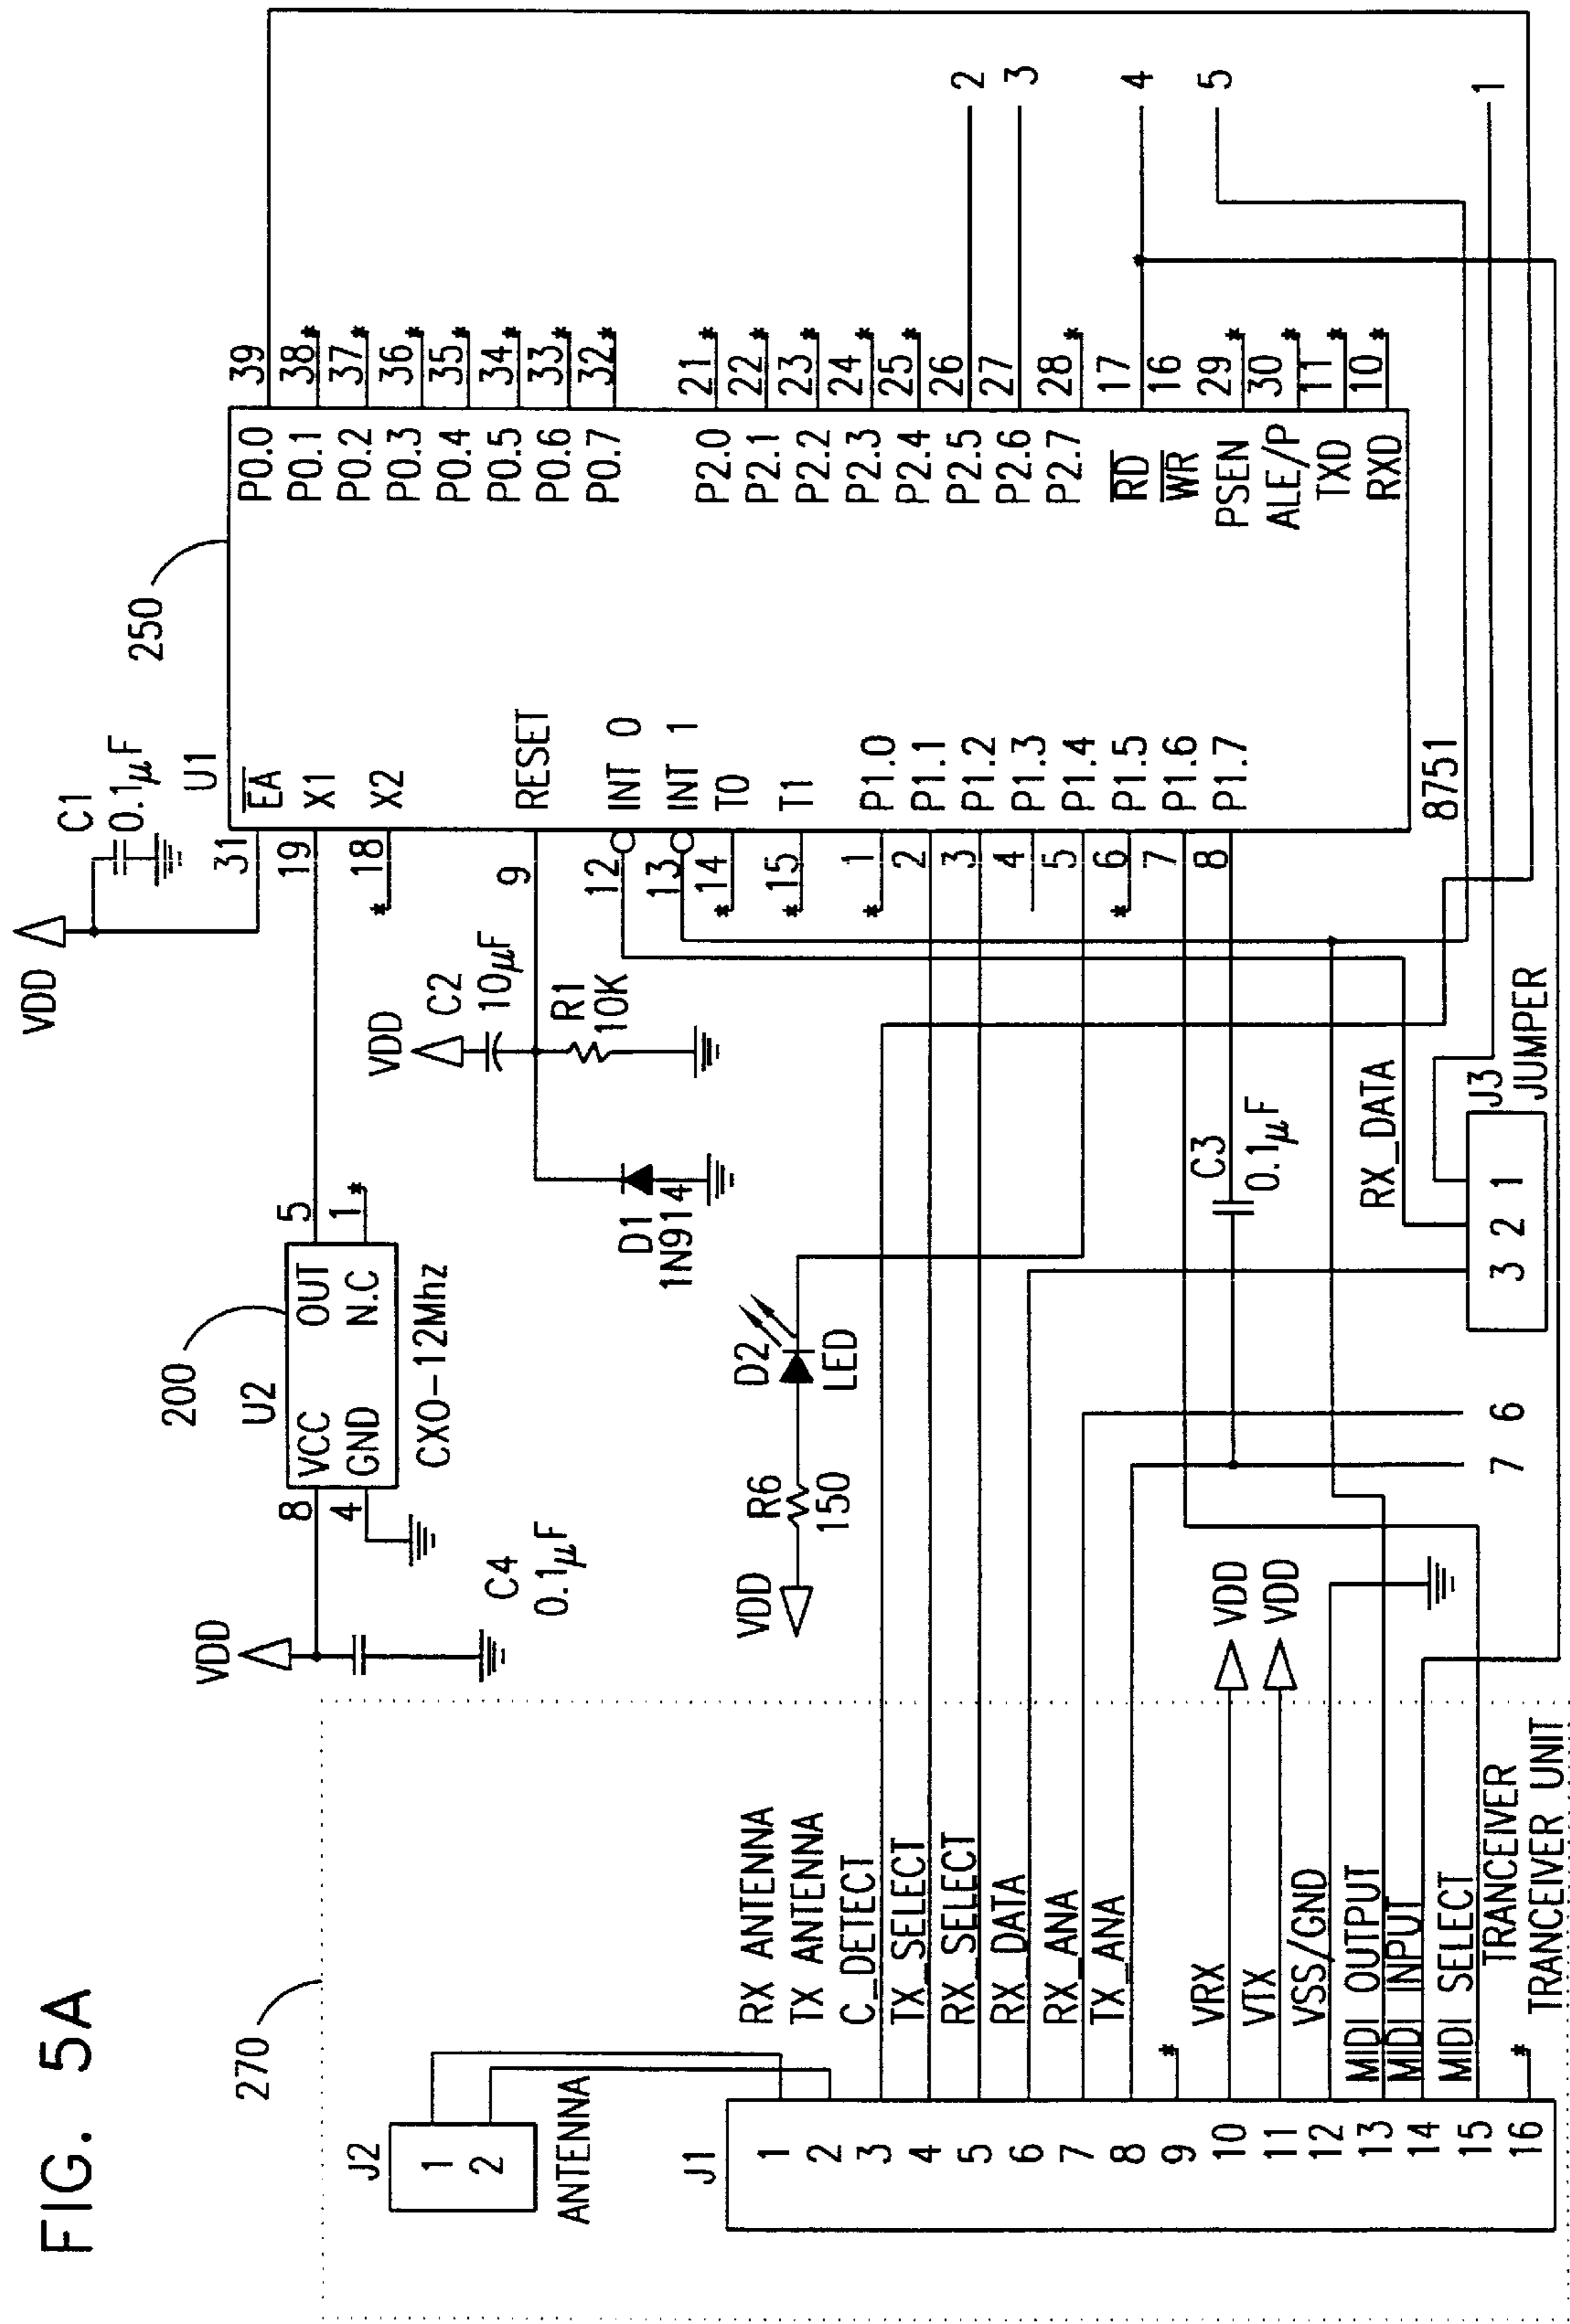 FIG. 5A
VDD
C1
0.1µF
200
U2
8
VCC
OUT
5
4
GND
N.C
1*
CXO-12Mhz
VDD
C4
0.1µF
VDD
C2
10µF
R1
10K
D1
1N914
250
U1
31
EA
19
X1
*18
X2
9
RESET
12
INT 0
13
INT 1
*14
T0
*15
T1
*1
P1.0
2
P1.1
3
P1.2
4
P1.3
5
P1.4
*6
P1.5
7
P1.6
8
P1.7
P0.0
39
P0.1
38*
P0.2
37*
P0.3
36*
P0.4
35*
P0.5
34*
P0.6
33*
P0.7
32*
P2.0
21*
P2.1
22*
P2.2
23*
P2.3
24*
P2.4
25*
P2.5
26
2
P2.6
27
3
P2.7
28*
RD
17
4
WR
16
5
PSEN
29*
ALE/P
30*
TXD
11*
RXD
10*
8751
1
270
J2
1
2
ANTENNA
J1
1
RX ANTENNA
2
TX ANTENNA
3
C_DETECT
4
TX_SELECT
5
RX_SELECT
6
RX_DATA
7
RX_ANA
8
TX_ANA
9
*
10
VRX
VDD
11
VTX
VDD
12
VSS/GND
13
MIDI OUTPUT
14
MIDI INPUT
15
MIDI SELECT
16
*
TRANCEIVER
TRANCEIVER UNIT
VDD
R6
150
D2
LED
C3
0.1µF
RX_DATA
7
6
3 2 1
J3
JUMPER